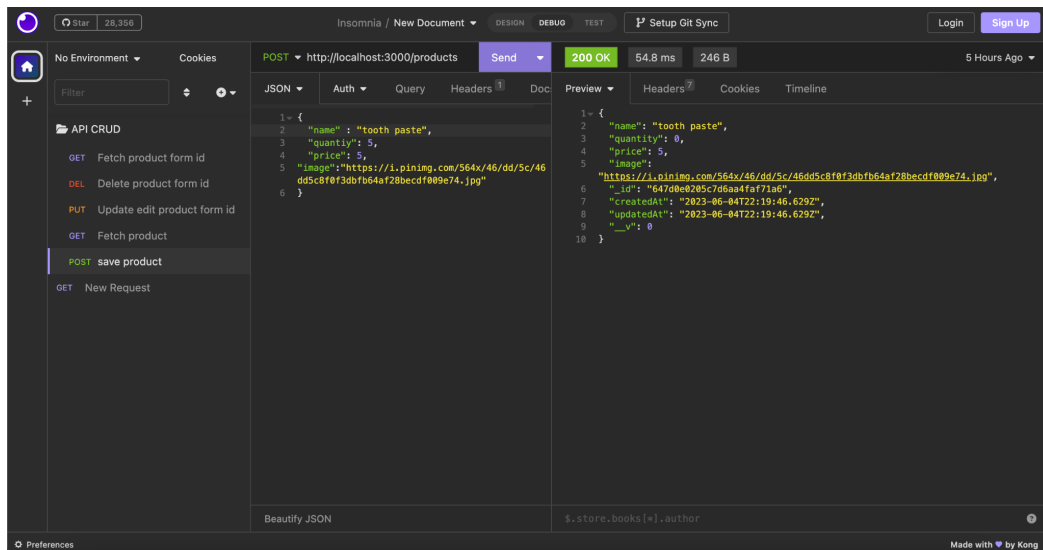 Star 28,356
Insomnia / New Document
DESIGN DEBUG TEST
Setup Git Sync
Login
Sign Up
No Environment
Cookies
Filter
API CRUD
GET Fetch product form id
DEL Delete product form id
PUT Update edit product form id
GET Fetch product
POST save product
GET New Request
POST http://localhost:3000/products
Send
JSON
Auth
Query
Headers 1
Doc
1 {
2 "name" : "tooth paste",
3 "quantiy": 5,
4 "price": 5,
5 "image":"https://i.pinimg.com/564x/46/dd/5c/46
dd5c8f0f3dbfb64af28becdf009e74.jpg"
6 }
Beautify JSON
200 OK
54.8 ms
246 B
5 Hours Ago
Preview
Headers 7
Cookies
Timeline
1 {
2 "name": "tooth paste",
3 "quantity": 0,
4 "price": 5,
5 "image":
"https://i.pinimg.com/564x/46/dd/5c/46dd5c8f0f3dbfb64af28becdf009e74.jpg",
6 "_id": "647d0e0205c7d6aa4faf71a6",
7 "createdAt": "2023-06-04T22:19:46.629Z",
8 "updatedAt": "2023-06-04T22:19:46.629Z",
9 "__v": 0
10 }
$.store.books[*].author
Preferences
Made with ♥ by Kong